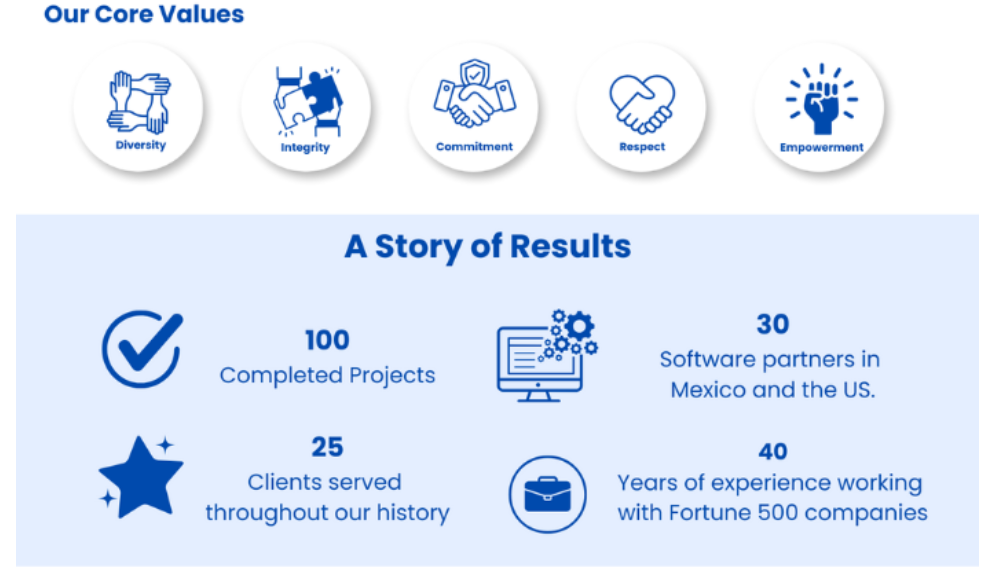 Our Core Values
Diversity
Integrity
Commitment
Respect
Empowerment
A Story of Results
100
Completed Projects
30
Software partners in
Mexico and the US.
25
Clients served
throughout our history
40
Years of experience working
with Fortune 500 companies